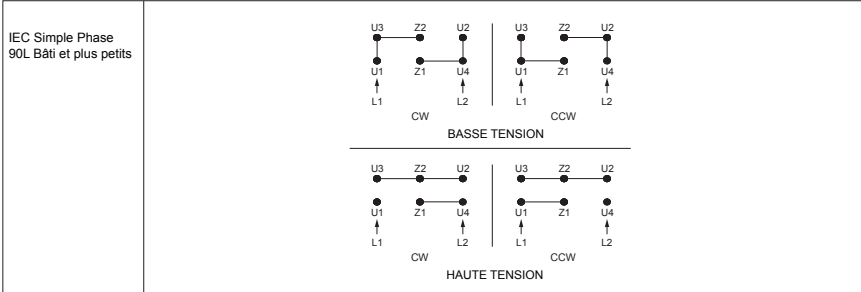 IEC Simple Phase
90L Bâti et plus petits
U3 Z2 U2 U3 Z2 U2
U1 Z1 U4 U1 Z1 U4
L1 L2 L1 L2
CW CCW
BASSE TENSION
U3 Z2 U2 U3 Z2 U2
U1 Z1 U4 U1 Z1 U4
L1 L2 L1 L2
CW CCW
HAUTE TENSION